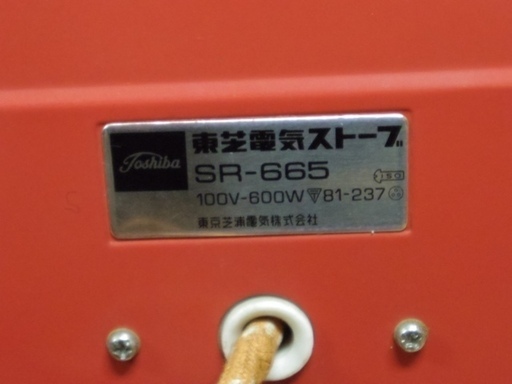 Toshiba
東芝電気ストーブ
SR-665
100V-600W 81-237
東京芝浦電気株式会社